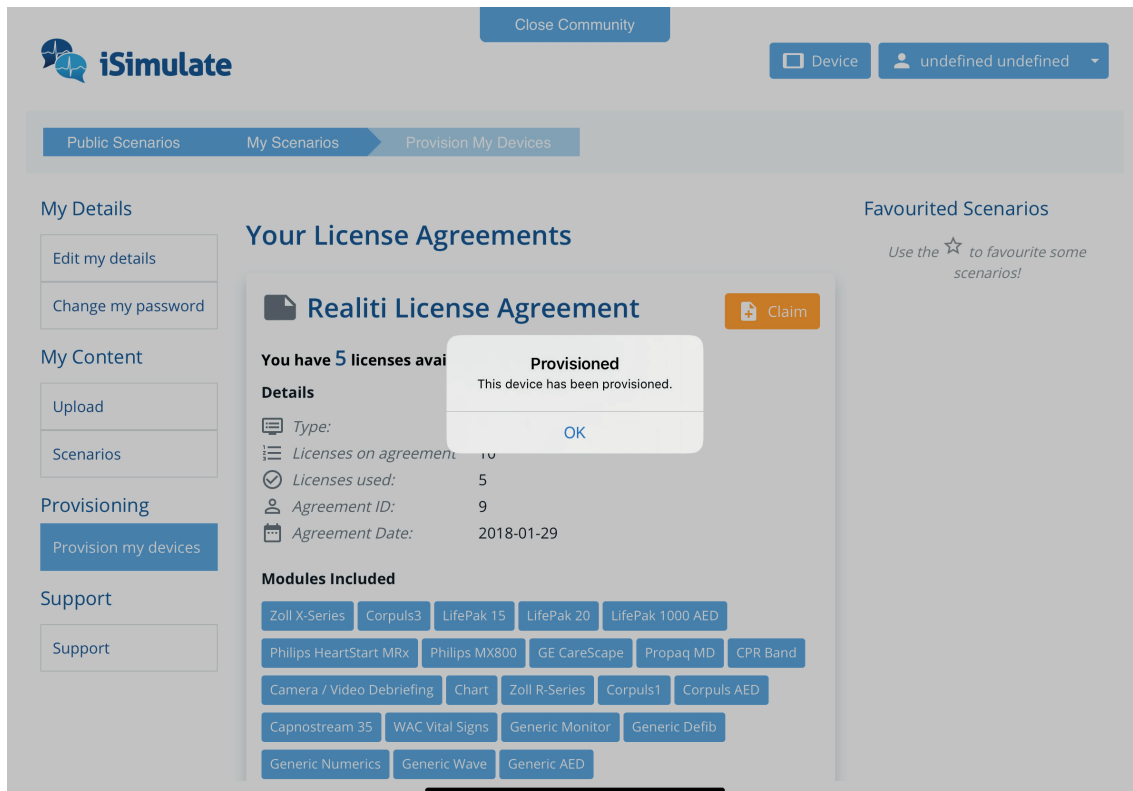 Close Community
iSimulate
Device
undefined undefined
Public Scenarios
My Scenarios
Provision My Devices
My Details
Edit my details
Change my password
My Content
Upload
Scenarios
Provisioning
Provision my devices
Support
Support
Your License Agreements
Realiti License Agreement
Claim
You have 5 licenses avai
Details
Type:
Licenses on agreement 10
Licenses used: 5
Agreement ID: 9
Agreement Date: 2018-01-29
Modules Included
Zoll X-Series Corpuls3 LifePak 15 LifePak 20 LifePak 1000 AED
Philips HeartStart MRx Philips MX800 GE CareScape Propaq MD CPR Band
Camera / Video Debriefing Chart Zoll R-Series Corpuls1 Corpuls AED
Capnostream 35 WAC Vital Signs Generic Monitor Generic Defib
Generic Numerics Generic Wave Generic AED
Provisioned
This device has been provisioned.
OK
Favourited Scenarios
Use the to favourite some
scenarios!